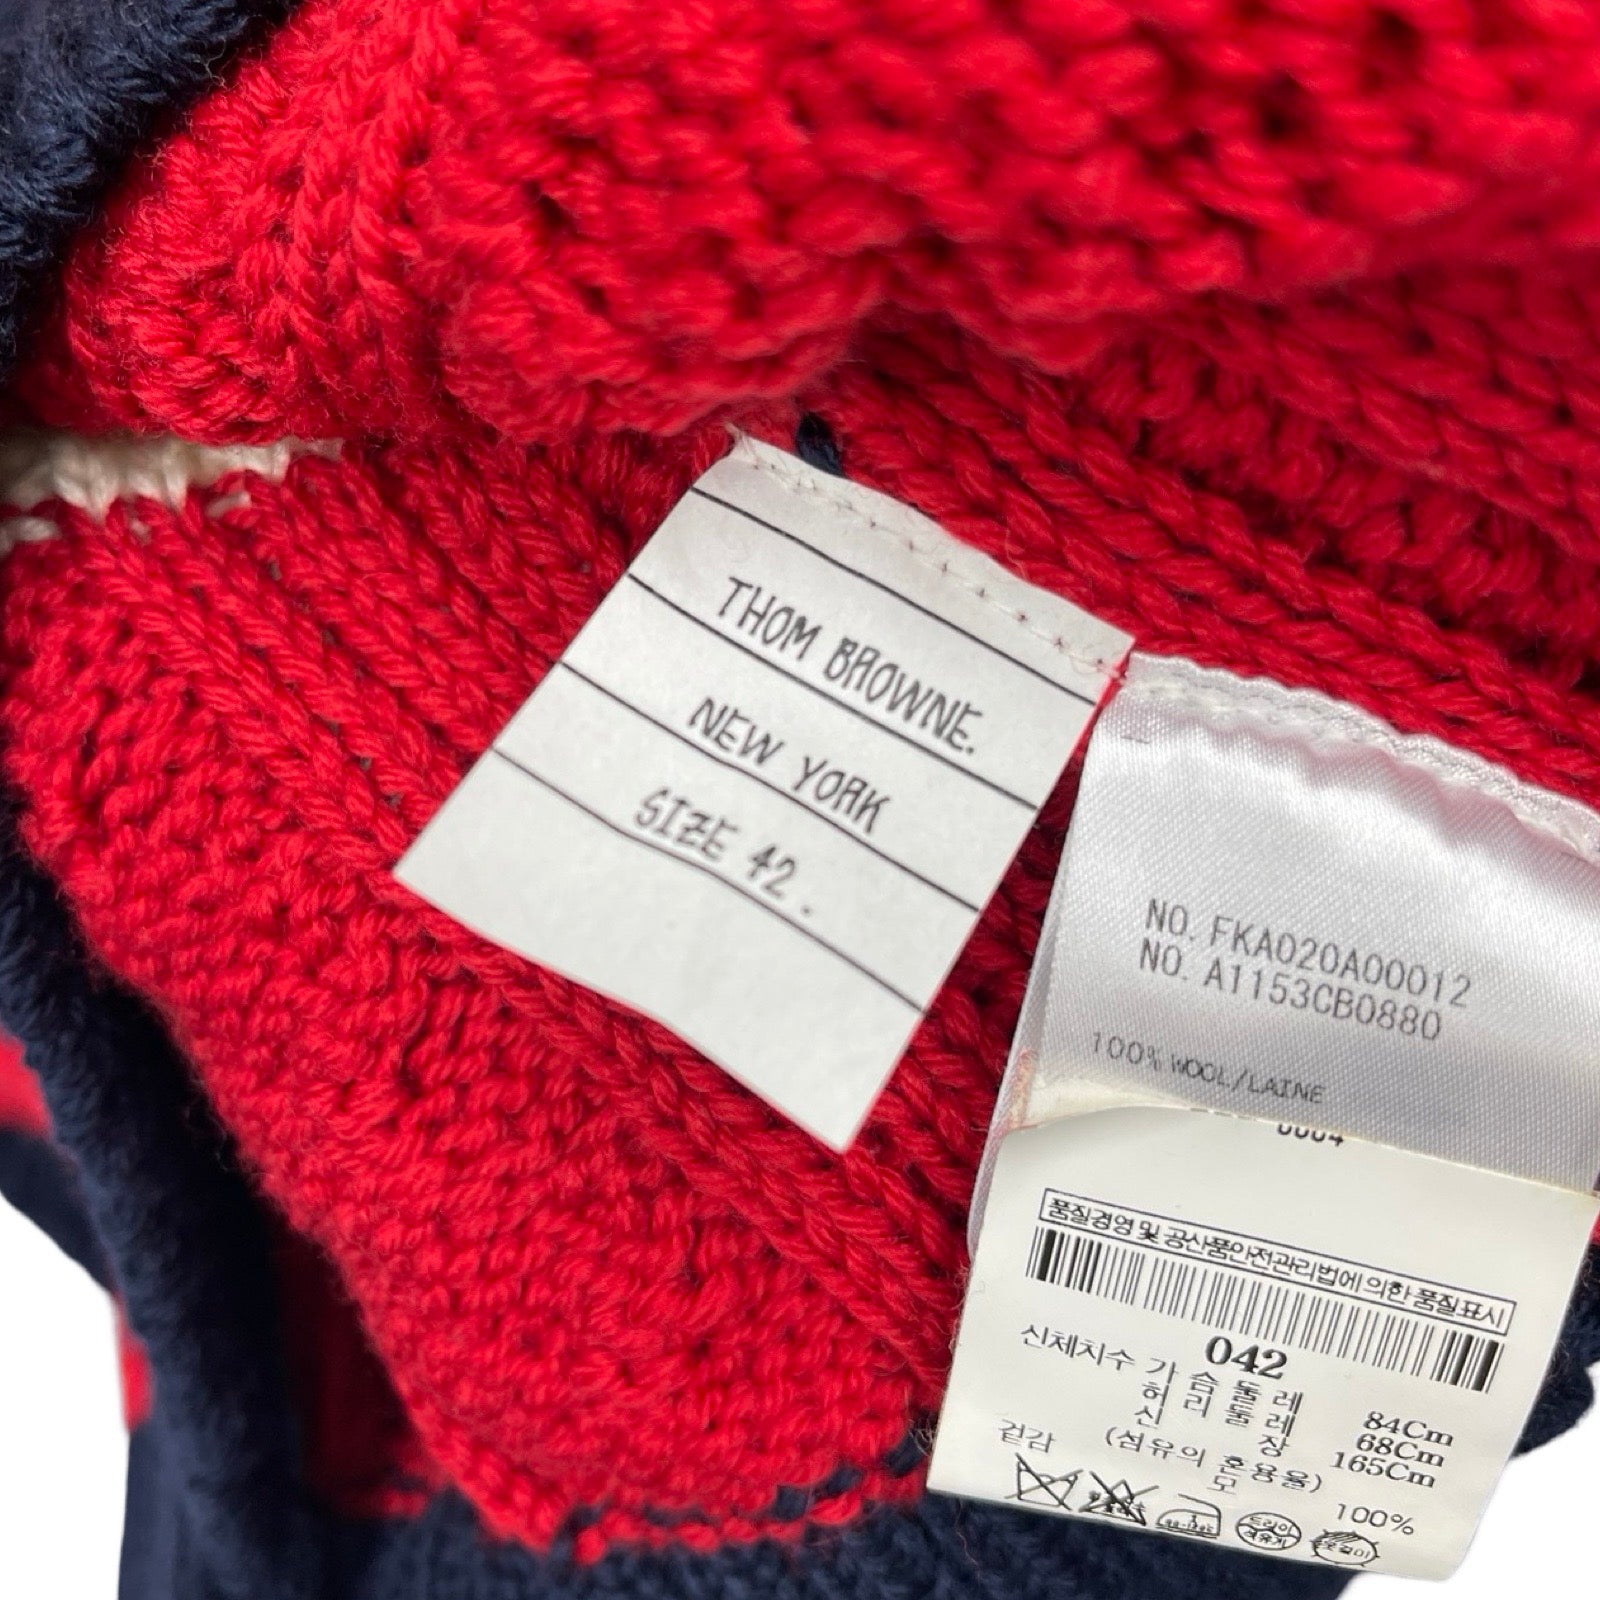 THOM BROWNE.
NEW YORK
SIZE 42.
NO. FKA020A00012
NO. A1153CB0880
100% WOOL/LAINE
품질경영 및 공산품안전관리법에 의한 품질표시
042
신체치수 가슴둘레 84Cm
허리둘레 68Cm
신장 165Cm
겉감 (섬유의 혼용율)
모 100%
드라이